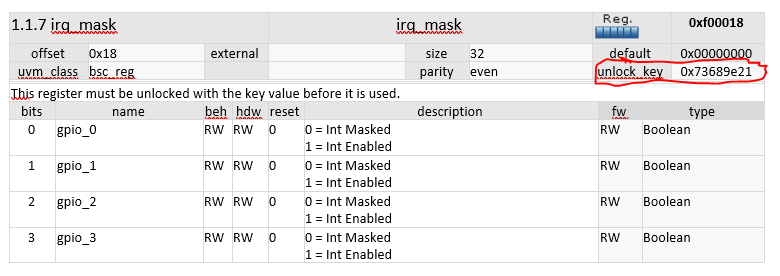 1.1.7 irq_mask irq_mask Reg. 0xf00018
offset 0x18 external size 32 default 0x00000000
uvm_class bsc_reg parity even unlock_key 0x73689e21
This register must be unlocked with the key value before it is used.
bits name beh hdw reset description fw type
0 gpio_0 RW RW 0 0 = Int Masked RW Boolean
1 = Int Enabled
1 gpio_1 RW RW 0 0 = Int Masked RW Boolean
1 = Int Enabled
2 gpio_2 RW RW 0 0 = Int Masked RW Boolean
1 = Int Enabled
3 gpio_3 RW RW 0 0 = Int Masked RW Boolean
1 = Int Enabled